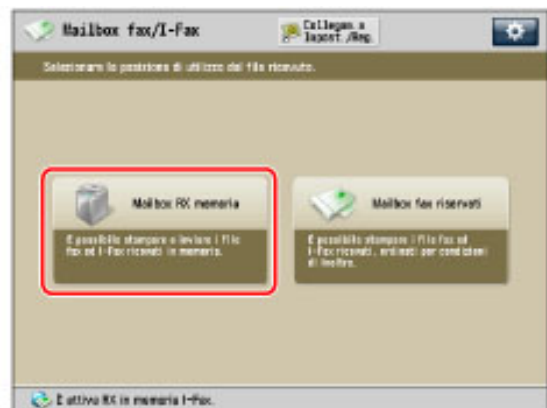 Mailbox fax/I-Fax
Collegam. a
Impost./Reg.
Selezionare la posizione di utilizzo del file ricevuto.
Mailbox RX memoria
È possibile stampare o inviare i file
fax ed I-Fax ricevuti in memoria.
Mailbox fax riservati
È possibile stampare i file fax ed
I-Fax ricevuti, ordinati per condizioni
di inoltro.
È attivo RX in memoria I-Fax.